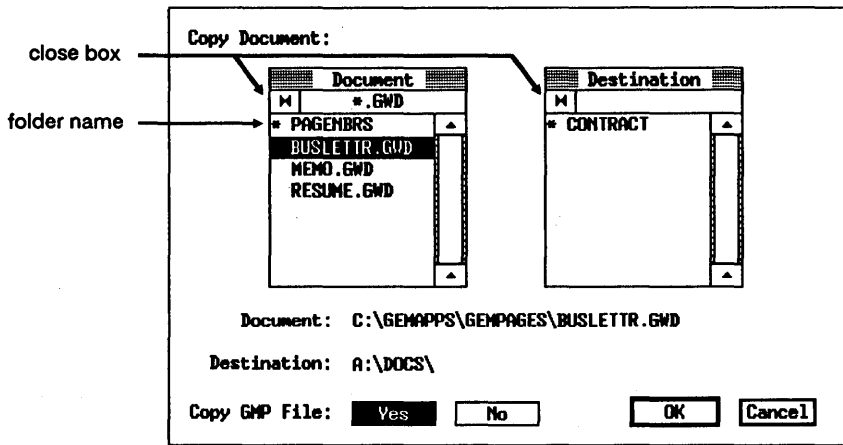 Copy Document:
close box
Document
Destination
*.GWD
folder name
* PAGENBRS
* CONTRACT
BUSLETTR.GWD
MEMO.GWD
RESUME.GWD
Document: C:\GEMAPPS\GEMPAGES\BUSLETTR.GWD
Destination: A:\DOCS\
Copy GMP File: Yes No OK Cancel